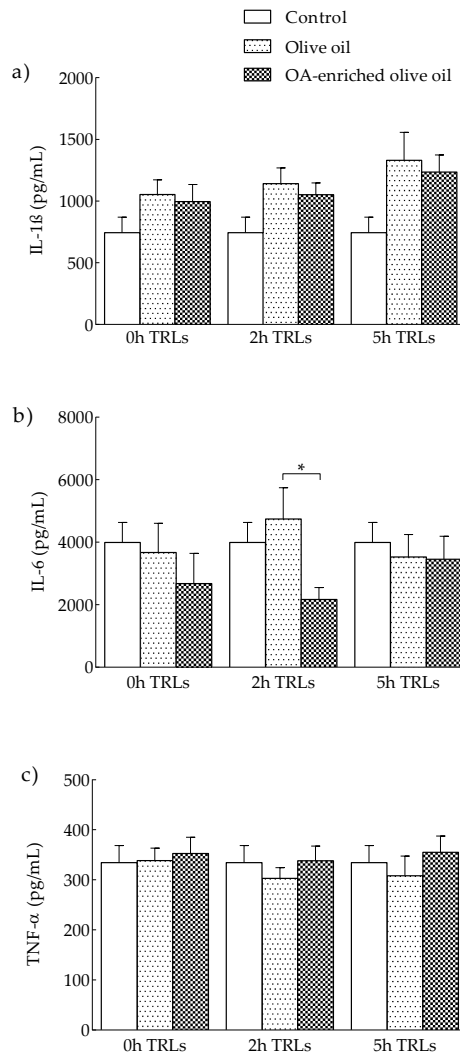 Control
Olive oil
OA-enriched olive oil
a)
2000
1500
1000
500
0
IL-1ß (pg/mL)
0h TRLs 2h TRLs 5h TRLs
b)
8000
6000
4000
2000
0
IL-6 (pg/mL)
*
0h TRLs 2h TRLs 5h TRLs
c)
500
400
300
200
100
0
TNF-α (pg/mL)
0h TRLs 2h TRLs 5h TRLs